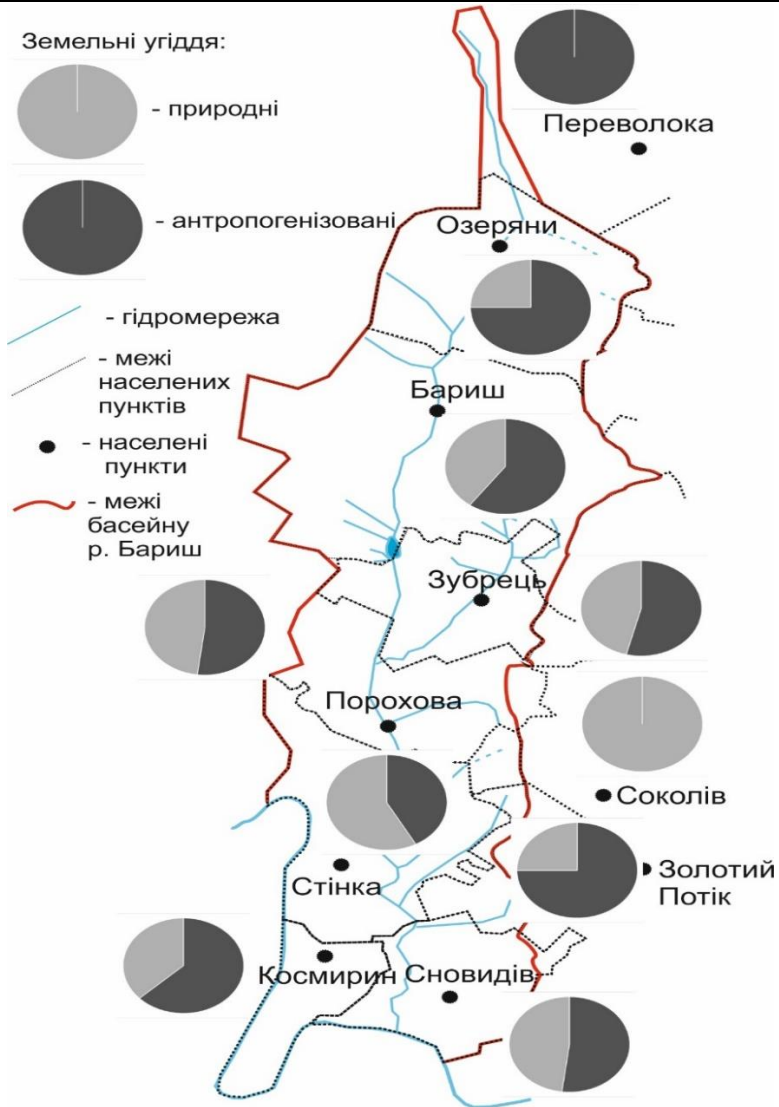 Земельні угіддя:
- природні
- антропогенізовані
- гідромережа
- межі
населених
пунктів
- населені
пункти
- межі
басейну
р. Бариш
Переволока
Озеряни
Бариш
Зубрець
Порохова
Соколів
Стінка
Золотий
Потік
Космирин
Сновидів